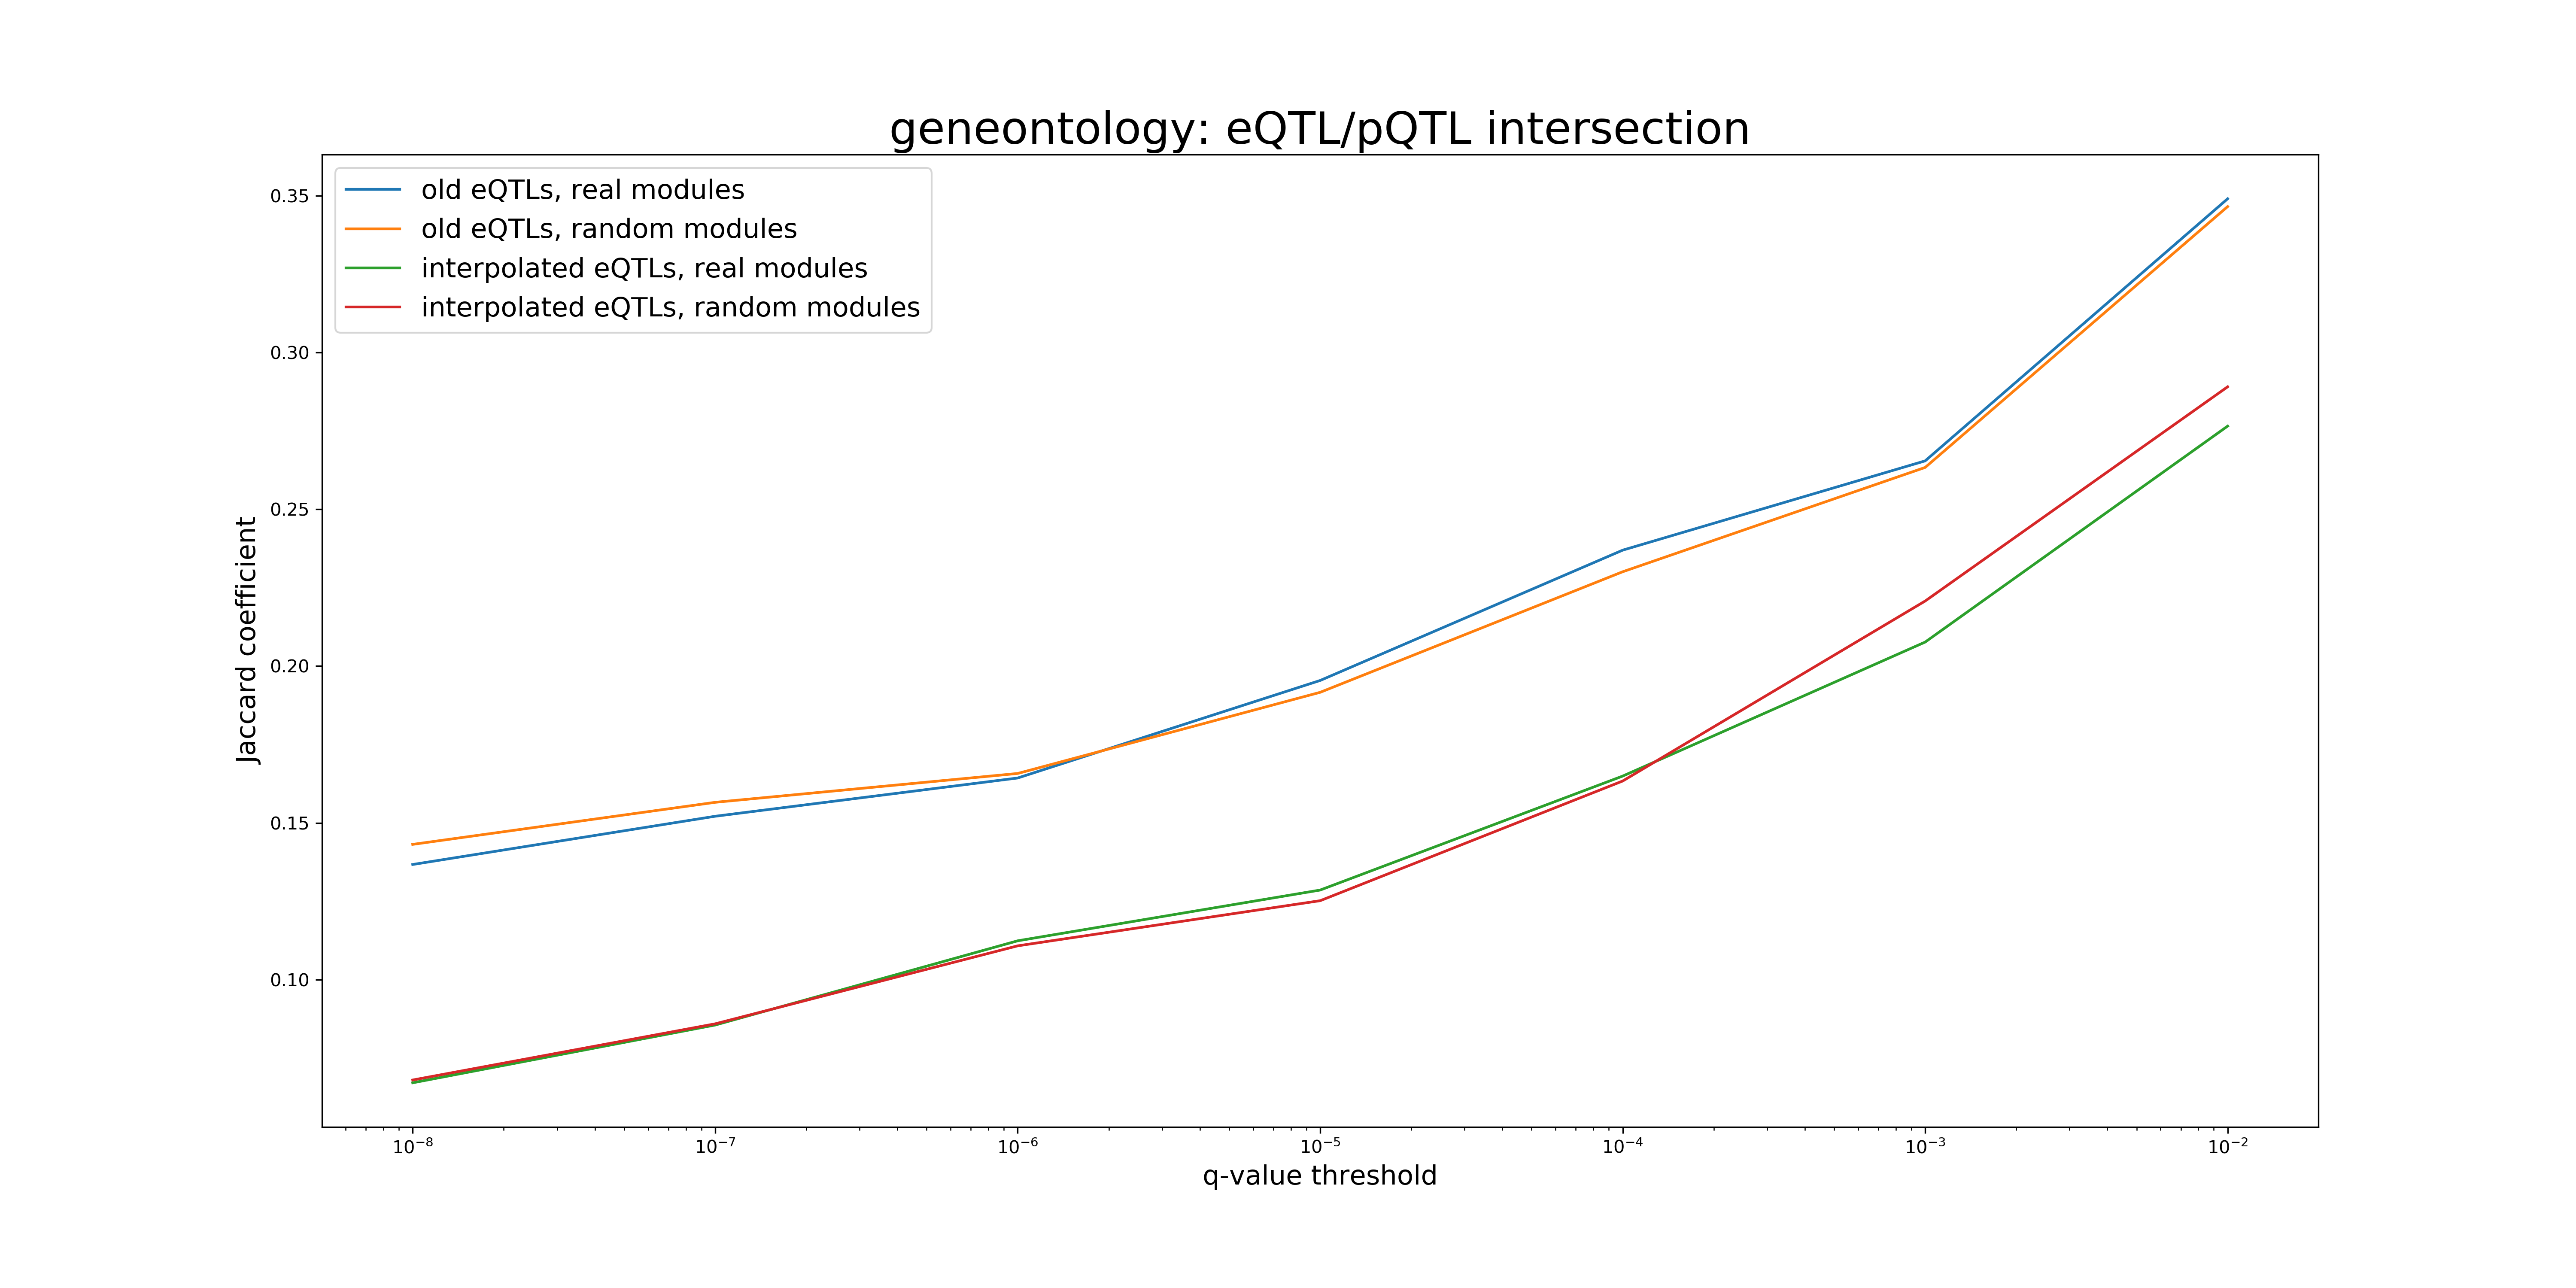 geneontology: eQTL/pQTL intersection
old eQTLs, real modules
old eQTLs, random modules
interpolated eQTLs, real modules
interpolated eQTLs, random modules
Jaccard coefficient
0.35
0.30
0.25
0.20
0.15
0.10
10⁻⁸ 10⁻⁷ 10⁻⁶ 10⁻⁵ 10⁻⁴ 10⁻³ 10⁻²
q-value threshold